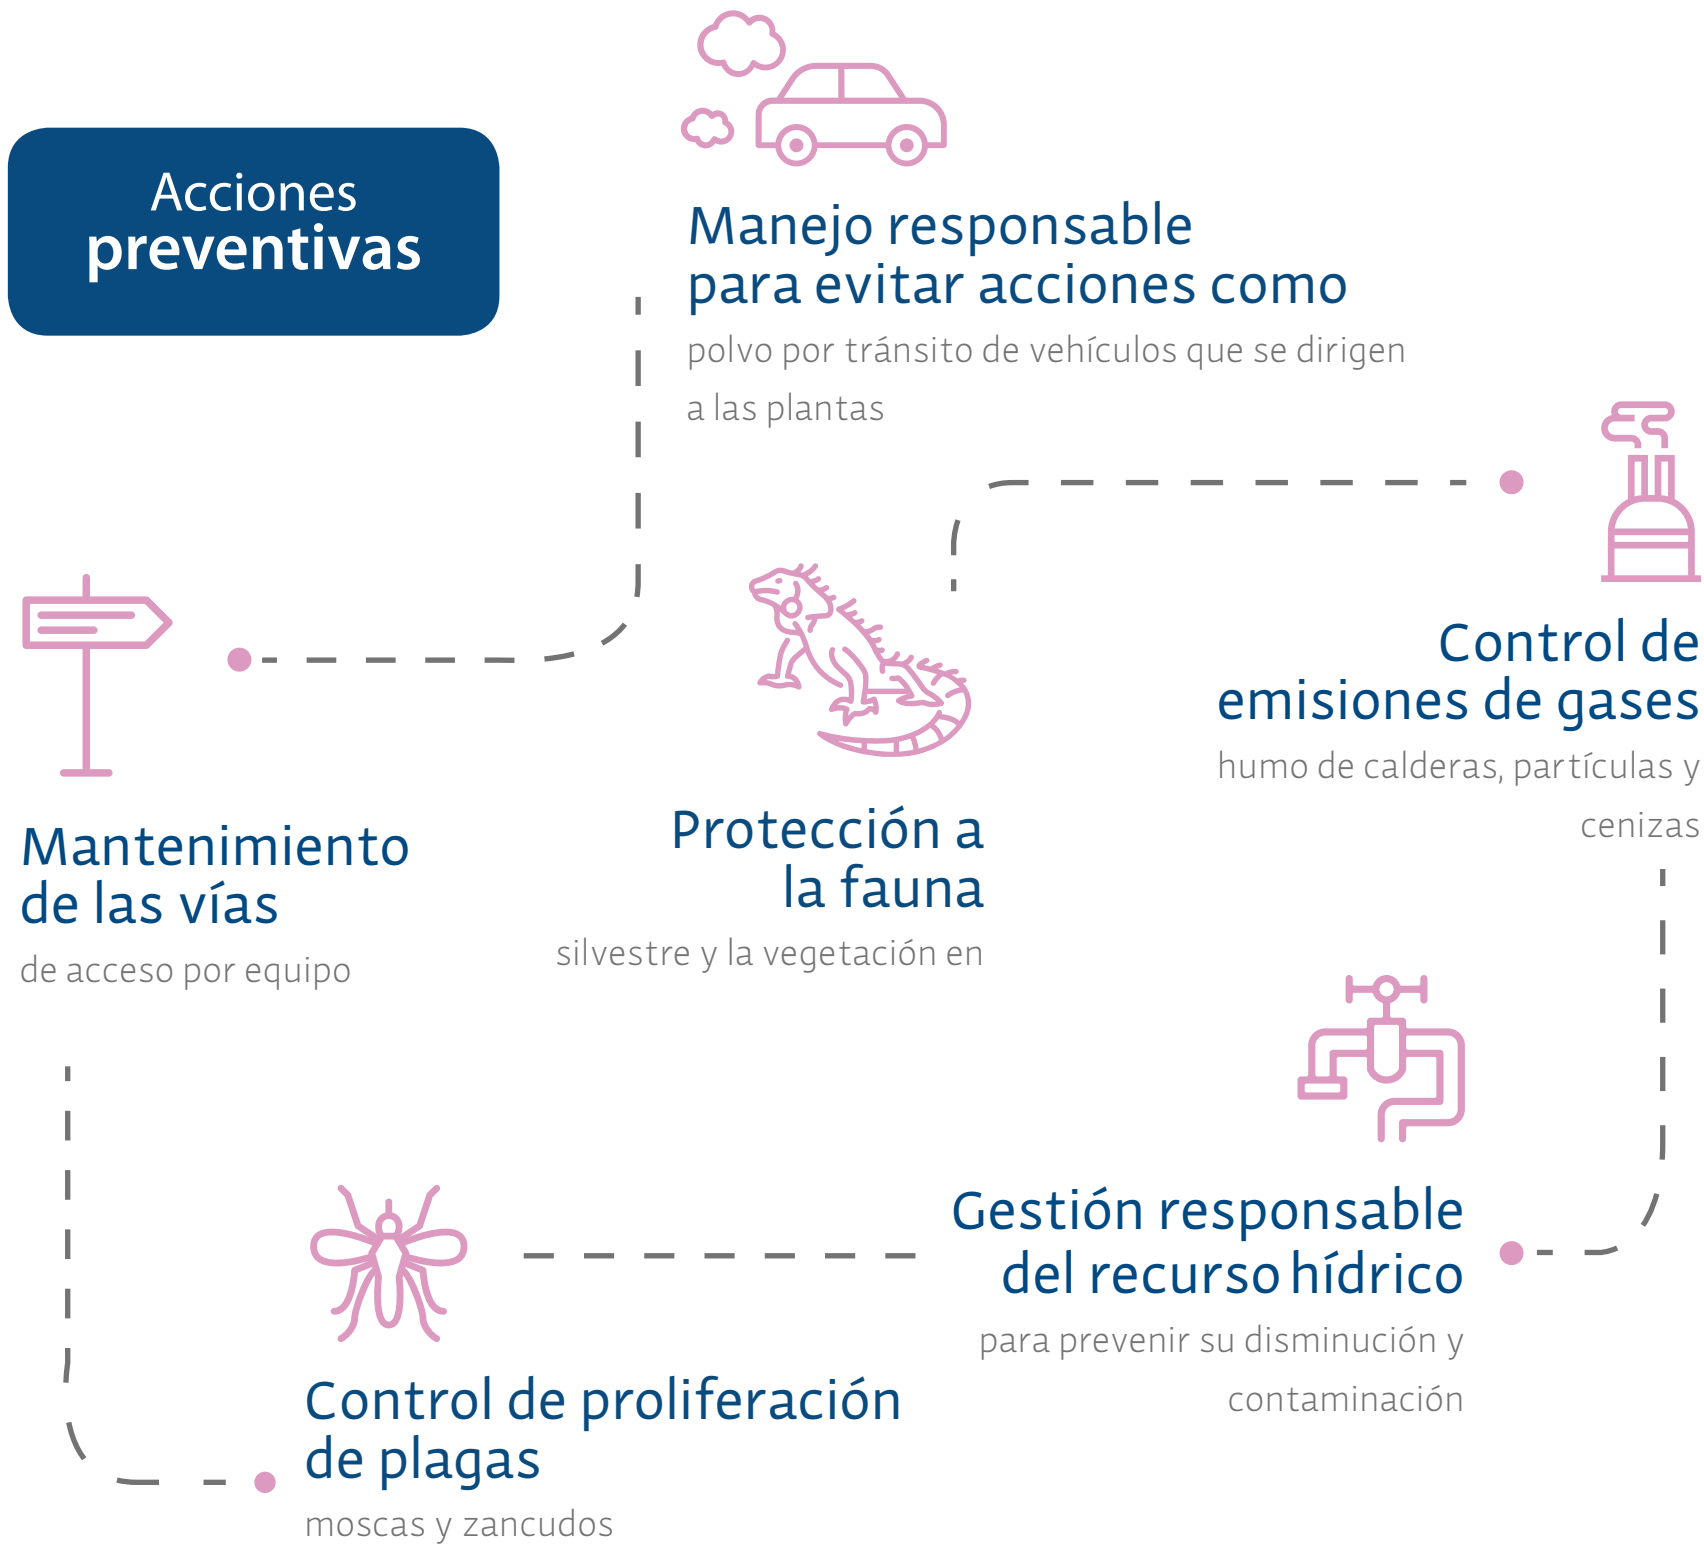 Acciones
preventivas
Manejo responsable
para evitar acciones como
polvo por tránsito de vehículos que se dirigen
a las plantas
Mantenimiento
de las vías
de acceso por equipo
Protección a
la fauna
silvestre y la vegetación en
Control de
emisiones de gases
humo de calderas, partículas y
cenizas
Gestión responsable
del recurso hídrico
para prevenir su disminución y
contaminación
Control de proliferación
de plagas
moscas y zancudos